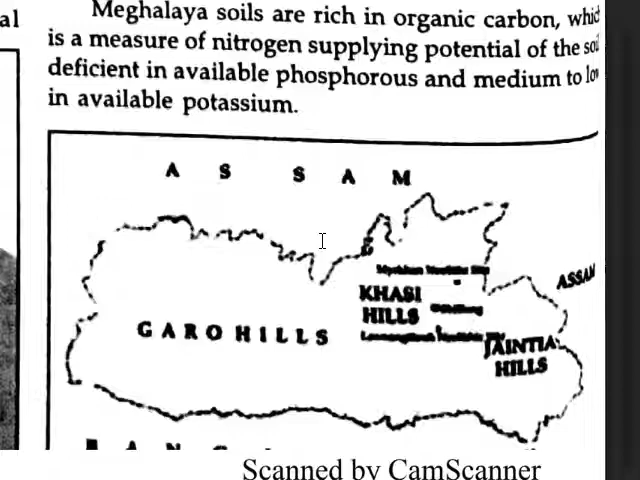 al
Meghalaya soils are rich in organic carbon, whic
is a measure of nitrogen supplying potential of the soi
deficient in available phosphorous and medium to low
in available potassium.
A S S A M
ASSAM
KHASI
HILLS
GARO HILLS
JAINTIA
HILLS
Scanned by CamScanner